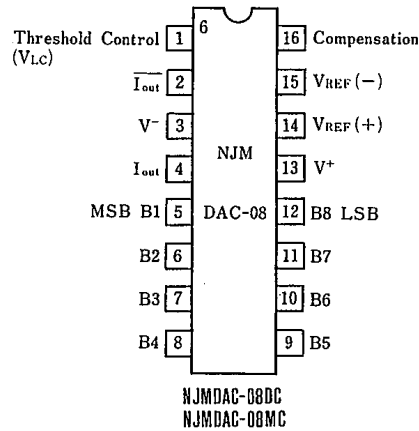 6
Threshold Control 1 16 Compensation
(VLC)
Iout 2 15 VREF(−)
V− 3 14 VREF(+)
Iout 4 13 V+
NJM
DAC-08
MSB B1 5 12 B8 LSB
B2 6 11 B7
B3 7 10 B6
B4 8 9 B5
NJMDAC-08DC
NJMDAC-08MC